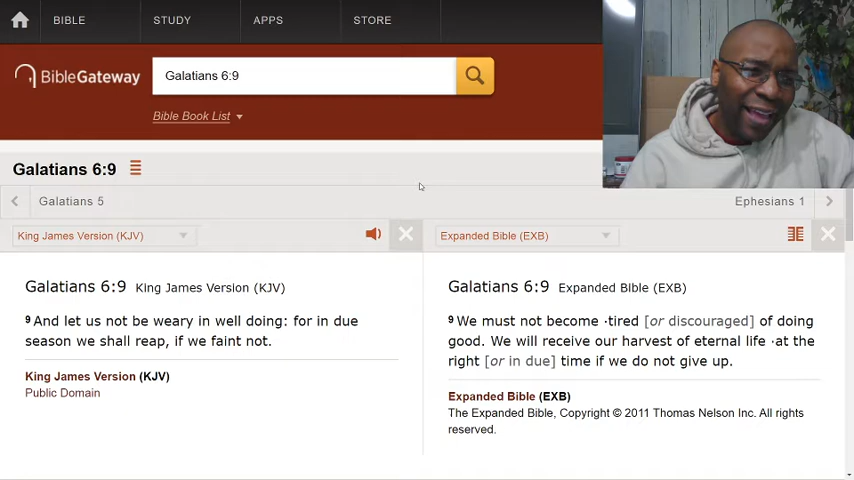 BIBLE STUDY APPS STORE
BibleGateway
Galatians 6:9
Bible Book List
Galatians 6:9
Galatians 5 Ephesians 1
King James Version (KJV)
Expanded Bible (EXB)
Galatians 6:9 King James Version (KJV)
9 And let us not be weary in well doing: for in due
season we shall reap, if we faint not.
King James Version (KJV)
Public Domain
Galatians 6:9 Expanded Bible (EXB)
9 We must not become ·tired [or discouraged] of doing
good. We will receive our harvest of eternal life ·at the
right [or in due] time if we do not give up.
Expanded Bible (EXB)
The Expanded Bible, Copyright © 2011 Thomas Nelson Inc. All rights
reserved.